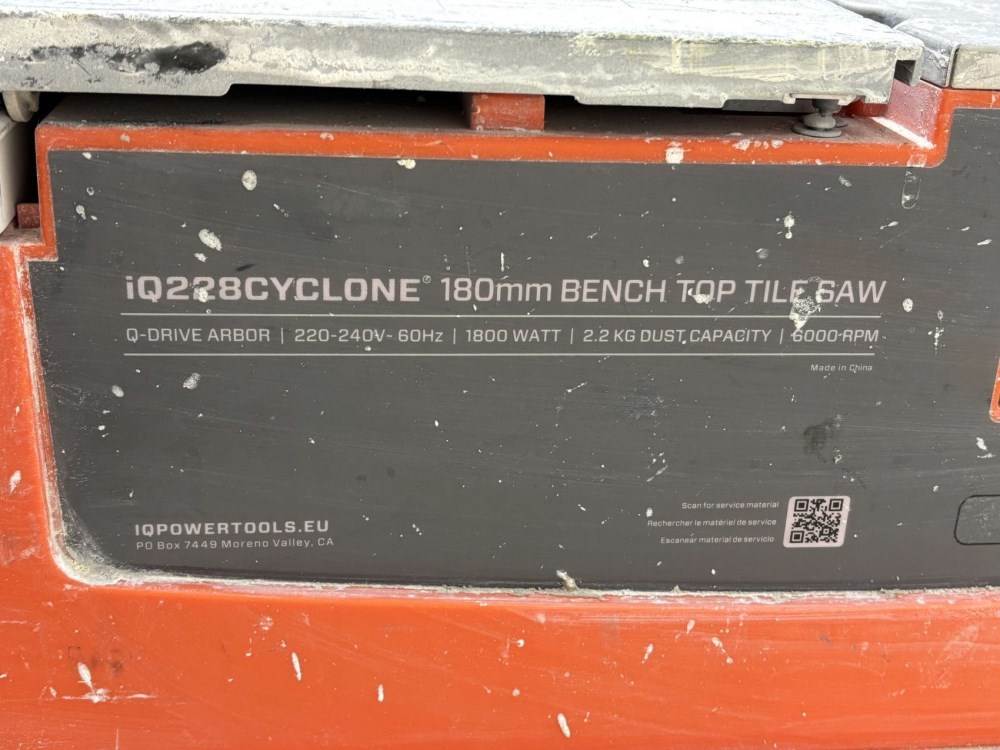 iQ228CYCLONE® 180mm BENCH TOP TILE SAW
Q-DRIVE ARBOR | 220-240V~ 60Hz | 1800 WATT | 2.2 KG DUST CAPACITY | 6000 RPM
Made in China
Scan for service material
Rechercher le matériel de service
Escanear material de servicio
IQPOWERTOOLS.EU
PO Box 7449 Moreno Valley, CA